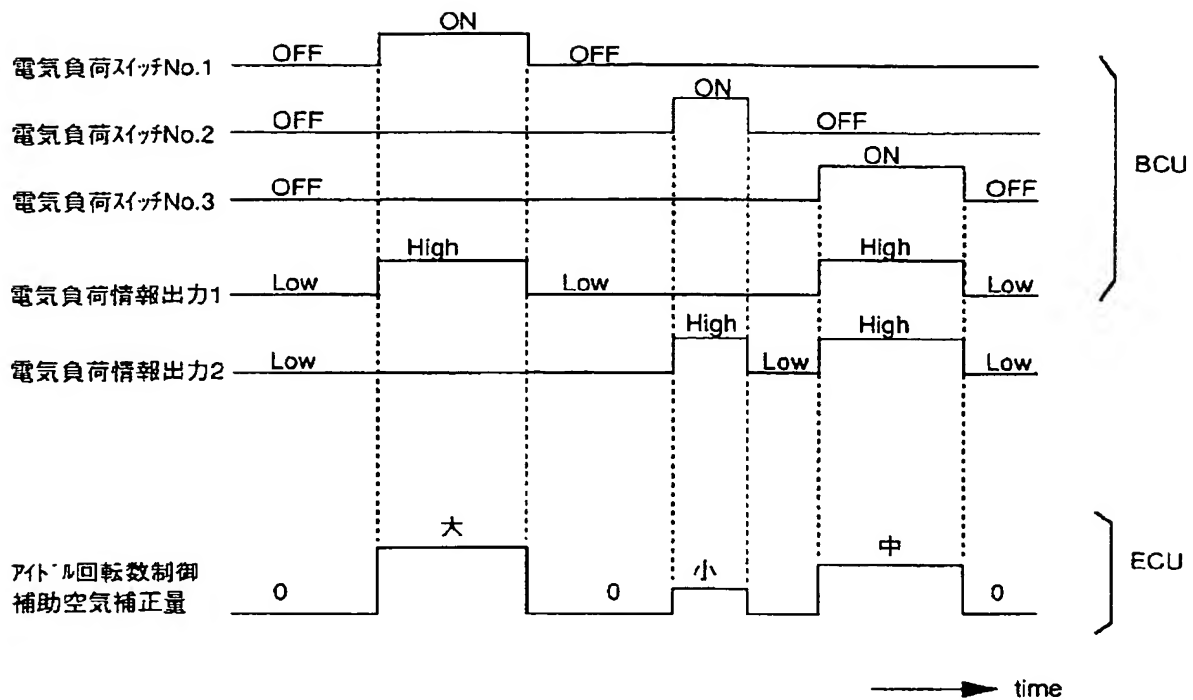 ON
電気負荷ｽｲｯﾁNo.1 OFF OFF
ON
電気負荷ｽｲｯﾁNo.2 OFF OFF
ON
電気負荷ｽｲｯﾁNo.3 OFF OFF
BCU
High High
電気負荷情報出力1 Low Low Low
High High
電気負荷情報出力2 Low Low Low
大 小 中
ｱｲﾄﾞﾙ回転数制御
補助空気補正量
0 0 0
ECU
time